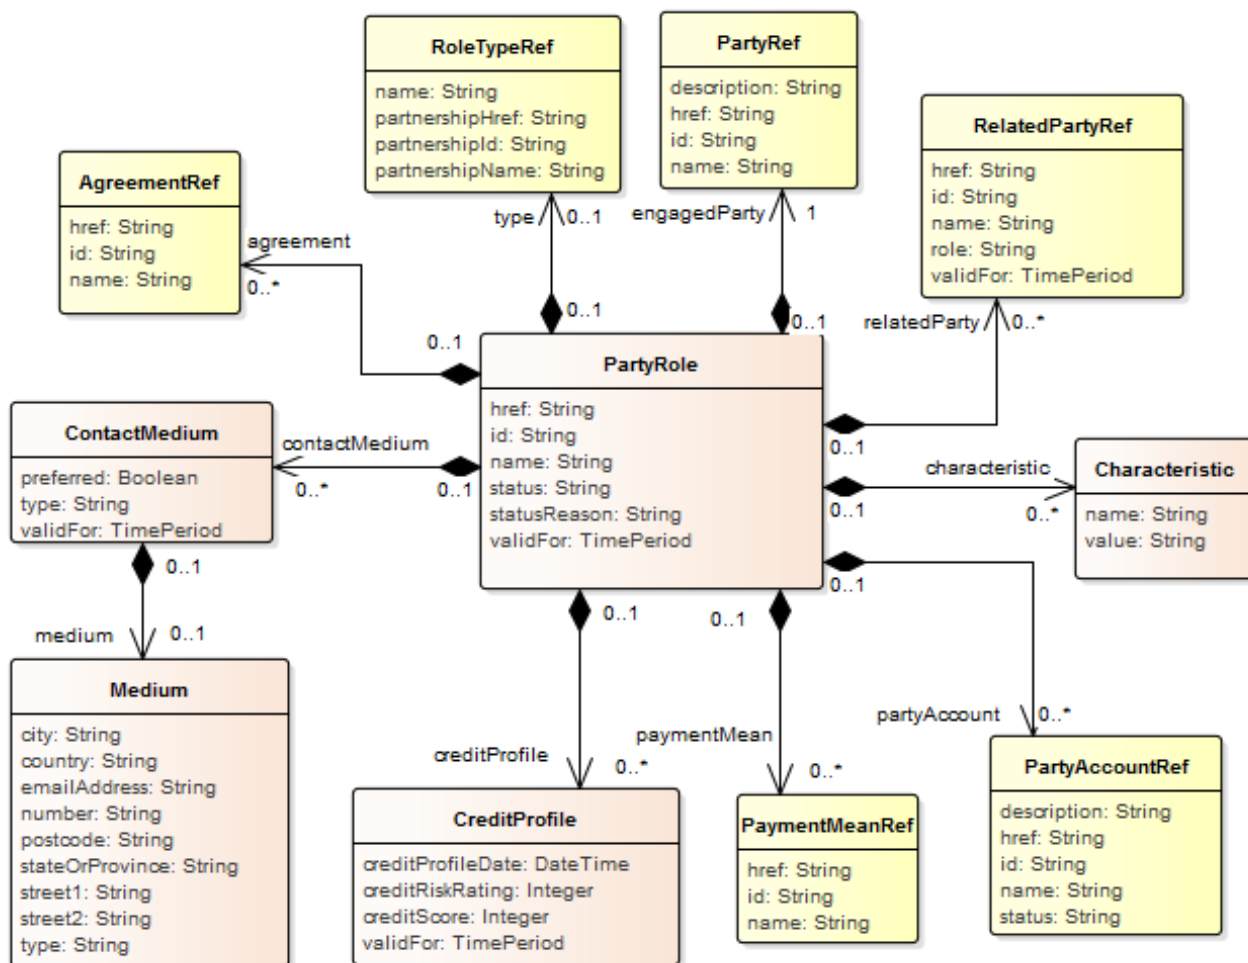 RoleTypeRef
name: String
partnershipHref: String
partnershipId: String
partnershipName: String
PartyRef
description: String
href: String
id: String
name: String
RelatedPartyRef
href: String
id: String
name: String
role: String
validFor: TimePeriod
AgreementRef
href: String
id: String
name: String
agreement
0..*
0..1
type
0..1
0..1
engagedParty
1
0..1
relatedParty
0..*
0..1
PartyRole
href: String
id: String
name: String
status: String
statusReason: String
validFor: TimePeriod
ContactMedium
preferred: Boolean
type: String
validFor: TimePeriod
contactMedium
0..*
0..1
characteristic
0..1
0..*
Characteristic
name: String
value: String
0..1
medium
0..1
Medium
city: String
country: String
emailAddress: String
number: String
postcode: String
stateOrProvince: String
street1: String
street2: String
type: String
0..1
creditProfile
0..*
CreditProfile
creditProfileDate: DateTime
creditRiskRating: Integer
creditScore: Integer
validFor: TimePeriod
0..1
paymentMean
0..*
PaymentMeanRef
href: String
id: String
name: String
0..1
partyAccount
0..*
PartyAccountRef
description: String
href: String
id: String
name: String
status: String